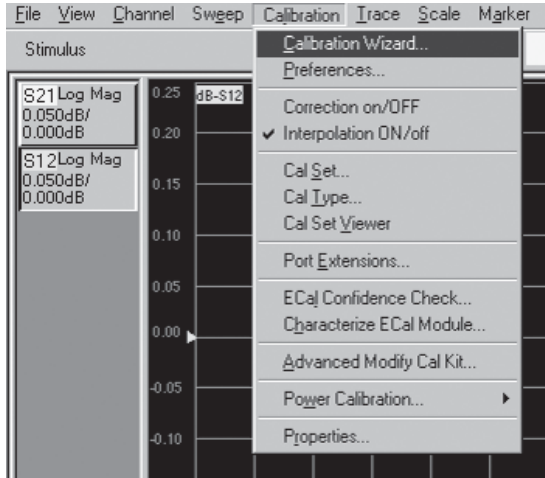 File View Channel Sweep Calibration Trace Scale Marker
Stimulus
Calibration Wizard...
Preferences...
Correction on/OFF
Interpolation ON/off
Cal Set...
Cal Type...
Cal Set Viewer
Port Extensions...
ECal Confidence Check...
Characterize ECal Module...
Advanced Modify Cal Kit...
Power Calibration...
Properties...
S21 Log Mag
0.050dB/
0.000dB
S12 Log Mag
0.050dB/
0.000dB
dB-S12
0.25
0.20
0.15
0.10
0.05
0.00
-0.05
-0.10